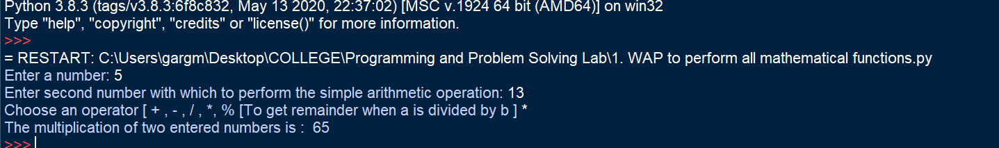 Python 3.8.3 (tags/v3.8.3:6f8c832, May 13 2020, 22:37:02) [MSC v.1924 64 bit (AMD64)] on win32
Type "help", "copyright", "credits" or "license()" for more information.
>>>
= RESTART: C:\Users\gargm\Desktop\COLLEGE\Programming and Problem Solving Lab\1. WAP to perform all mathematical functions.py
Enter a number: 5
Enter second number with which to perform the simple arithmetic operation: 13
Choose an operator [ + , - , / , *, % [To get remainder when a is divided by b ] *
The multiplication of two entered numbers is :  65
>>>